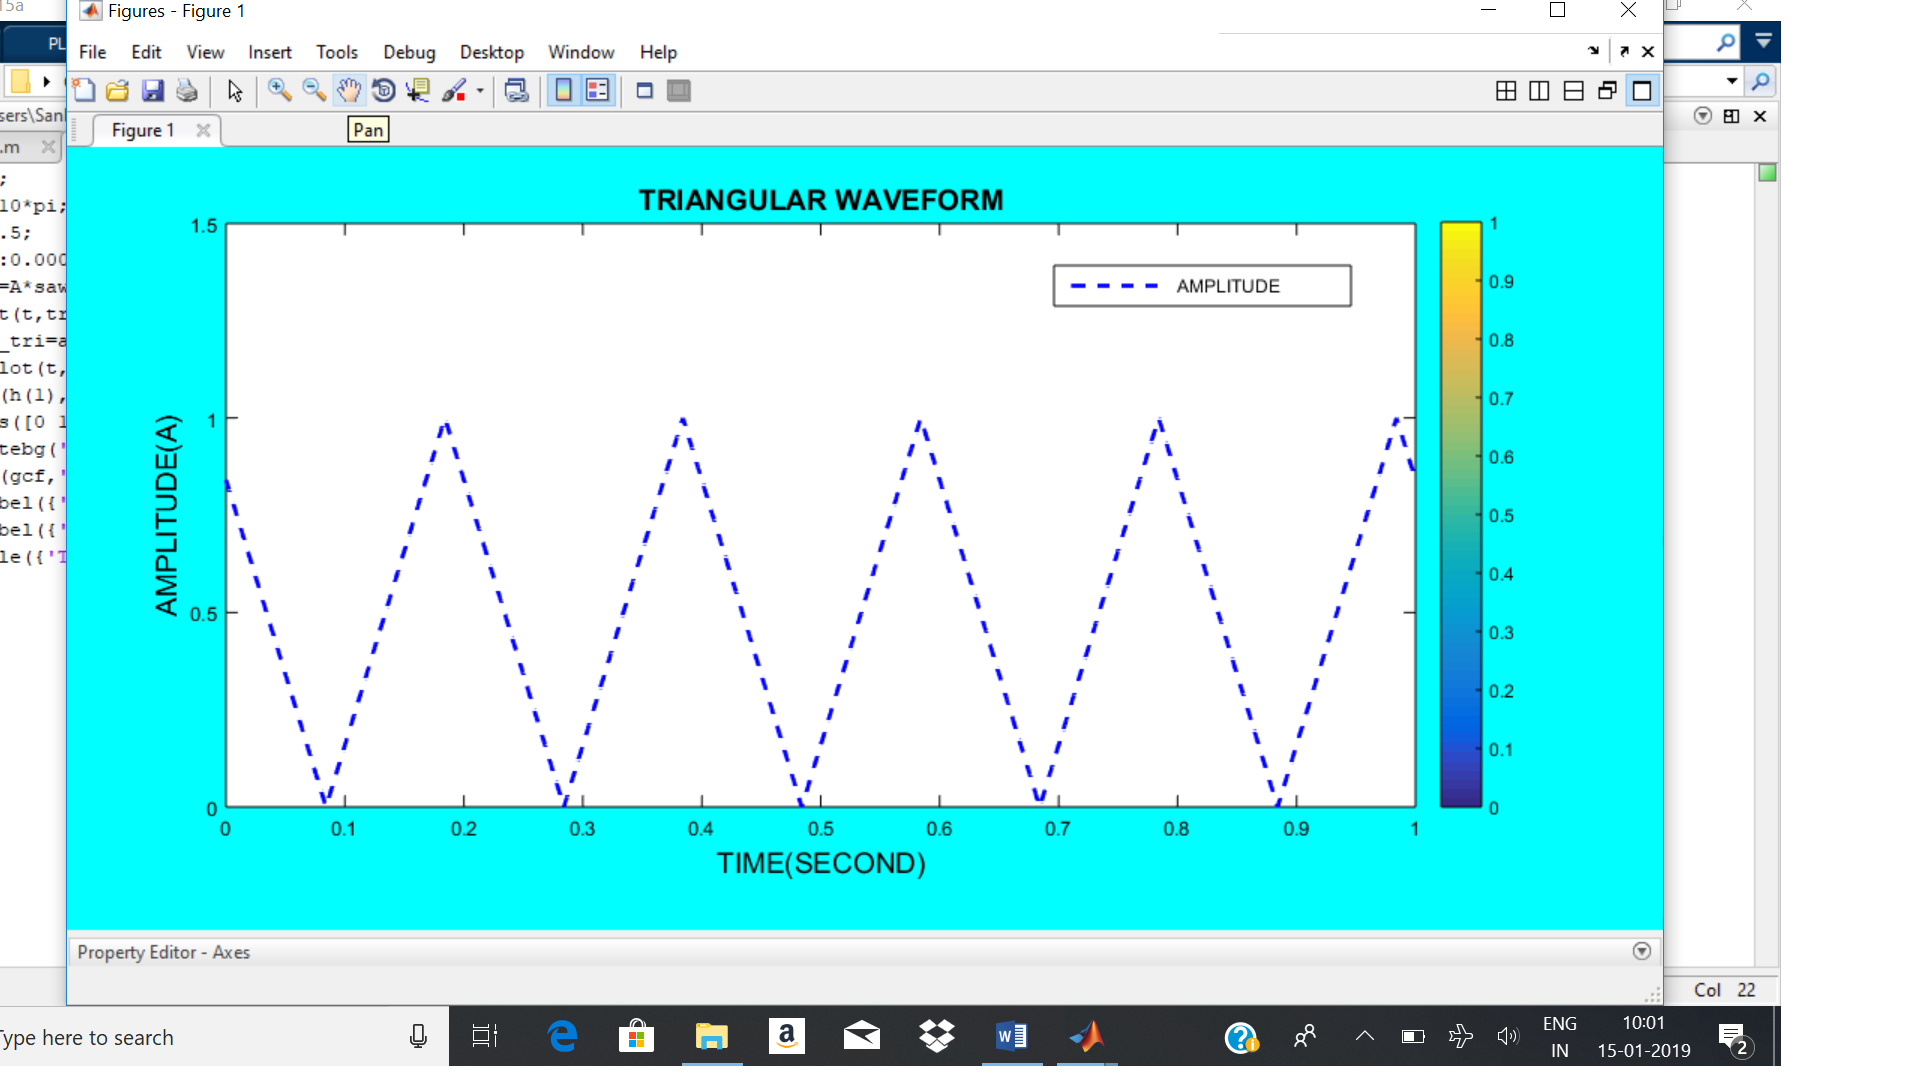 15a
Figures - Figure 1
PL
File Edit View Insert Tools Debug Desktop Window Help
sers\San
Figure 1
Pan
.m
;
10*pi;
.5;
:0.000
=A*saw
t(t,tr
_tri=a
lot(t,
(h(1),
s([0 1
tebg('
(gcf,'
bel({'
bel({'
le({'T
TRIANGULAR WAVEFORM
AMPLITUDE
AMPLITUDE(A)
1.5
1
0.5
0
0 0.1 0.2 0.3 0.4 0.5 0.6 0.7 0.8 0.9 1
TIME(SECOND)
1
0.9
0.8
0.7
0.6
0.5
0.4
0.3
0.2
0.1
0
Property Editor - Axes
Col 22
Type here to search
a
W
ENG
IN
10:01
15-01-2019
2